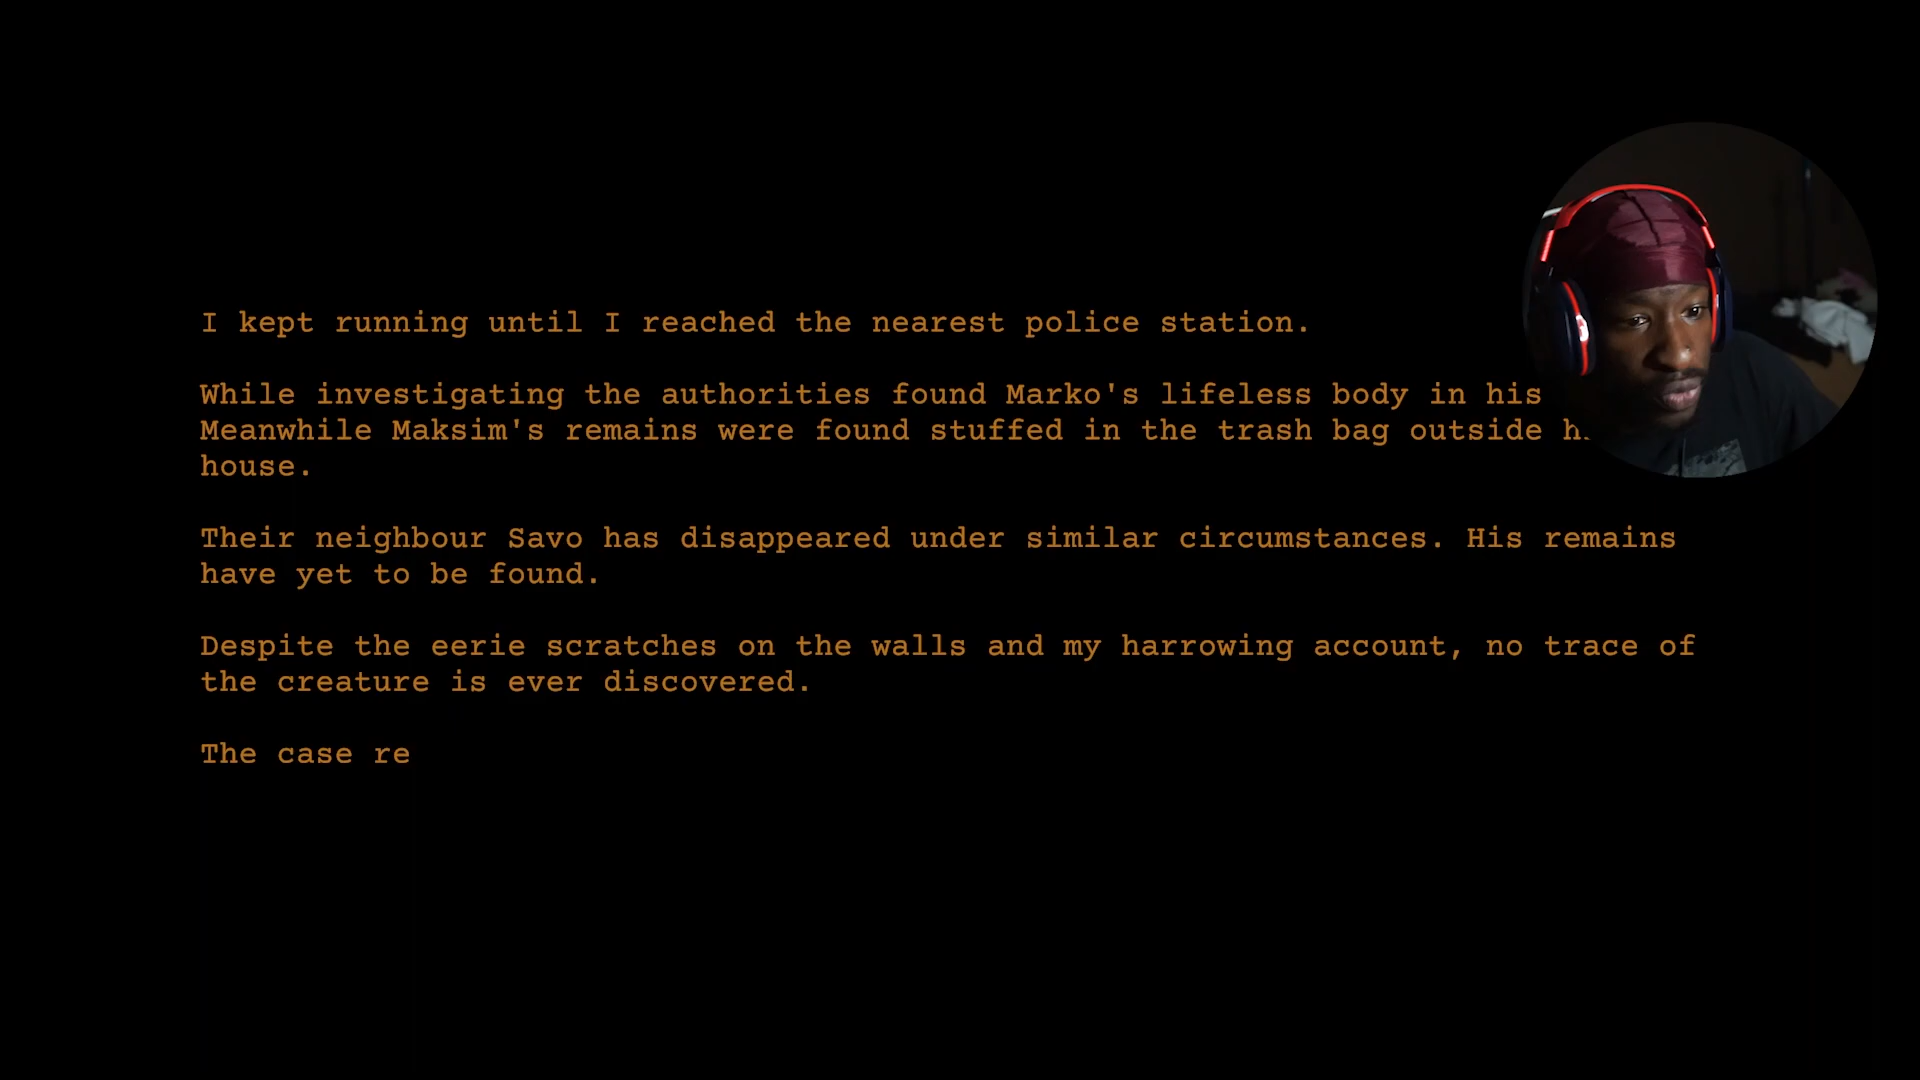 I kept running until I reached the nearest police station.
While investigating the authorities found Marko's lifeless body in his
Meanwhile Maksim's remains were found stuffed in the trash bag outside
house.
Their neighbour Savo has disappeared under similar circumstances. His remains
have yet to be found.
Despite the eerie scratches on the walls and my harrowing account, no trace of
the creature is ever discovered.
The case re